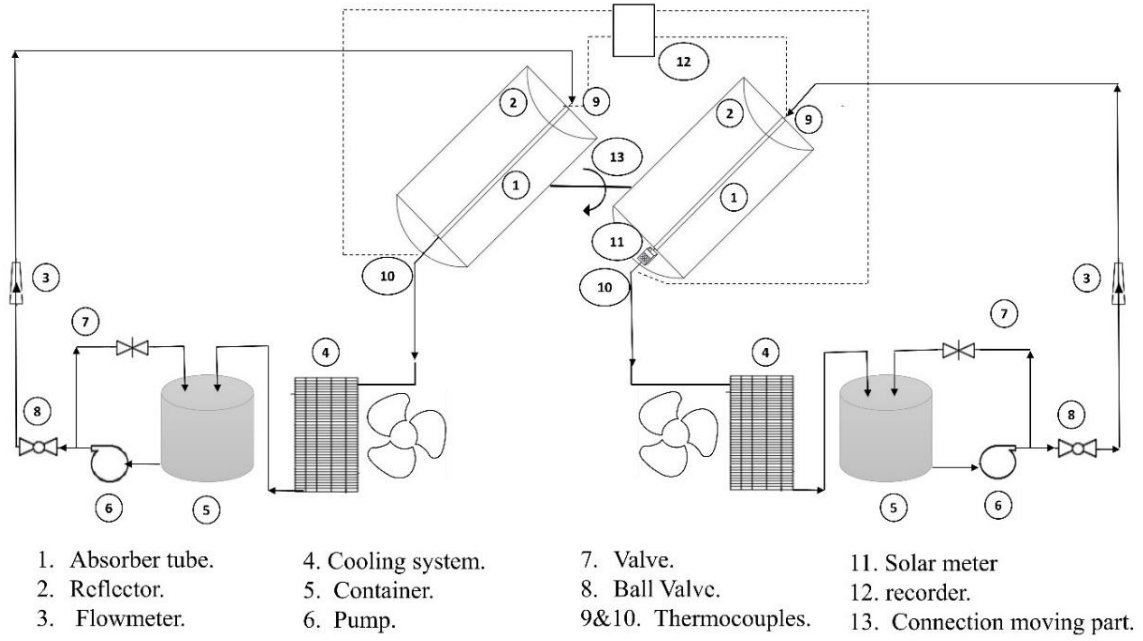 12
2
9
2
9
13
1
1
11
10
10
3
3
7
7
4
4
8
8
6
5
5
6
1. Absorber tube.
2. Reflector.
3. Flowmeter.
4. Cooling system.
5. Container.
6. Pump.
7. Valve.
8. Ball Valve.
9&10. Thermocouples.
11. Solar meter
12. recorder.
13. Connection moving part.